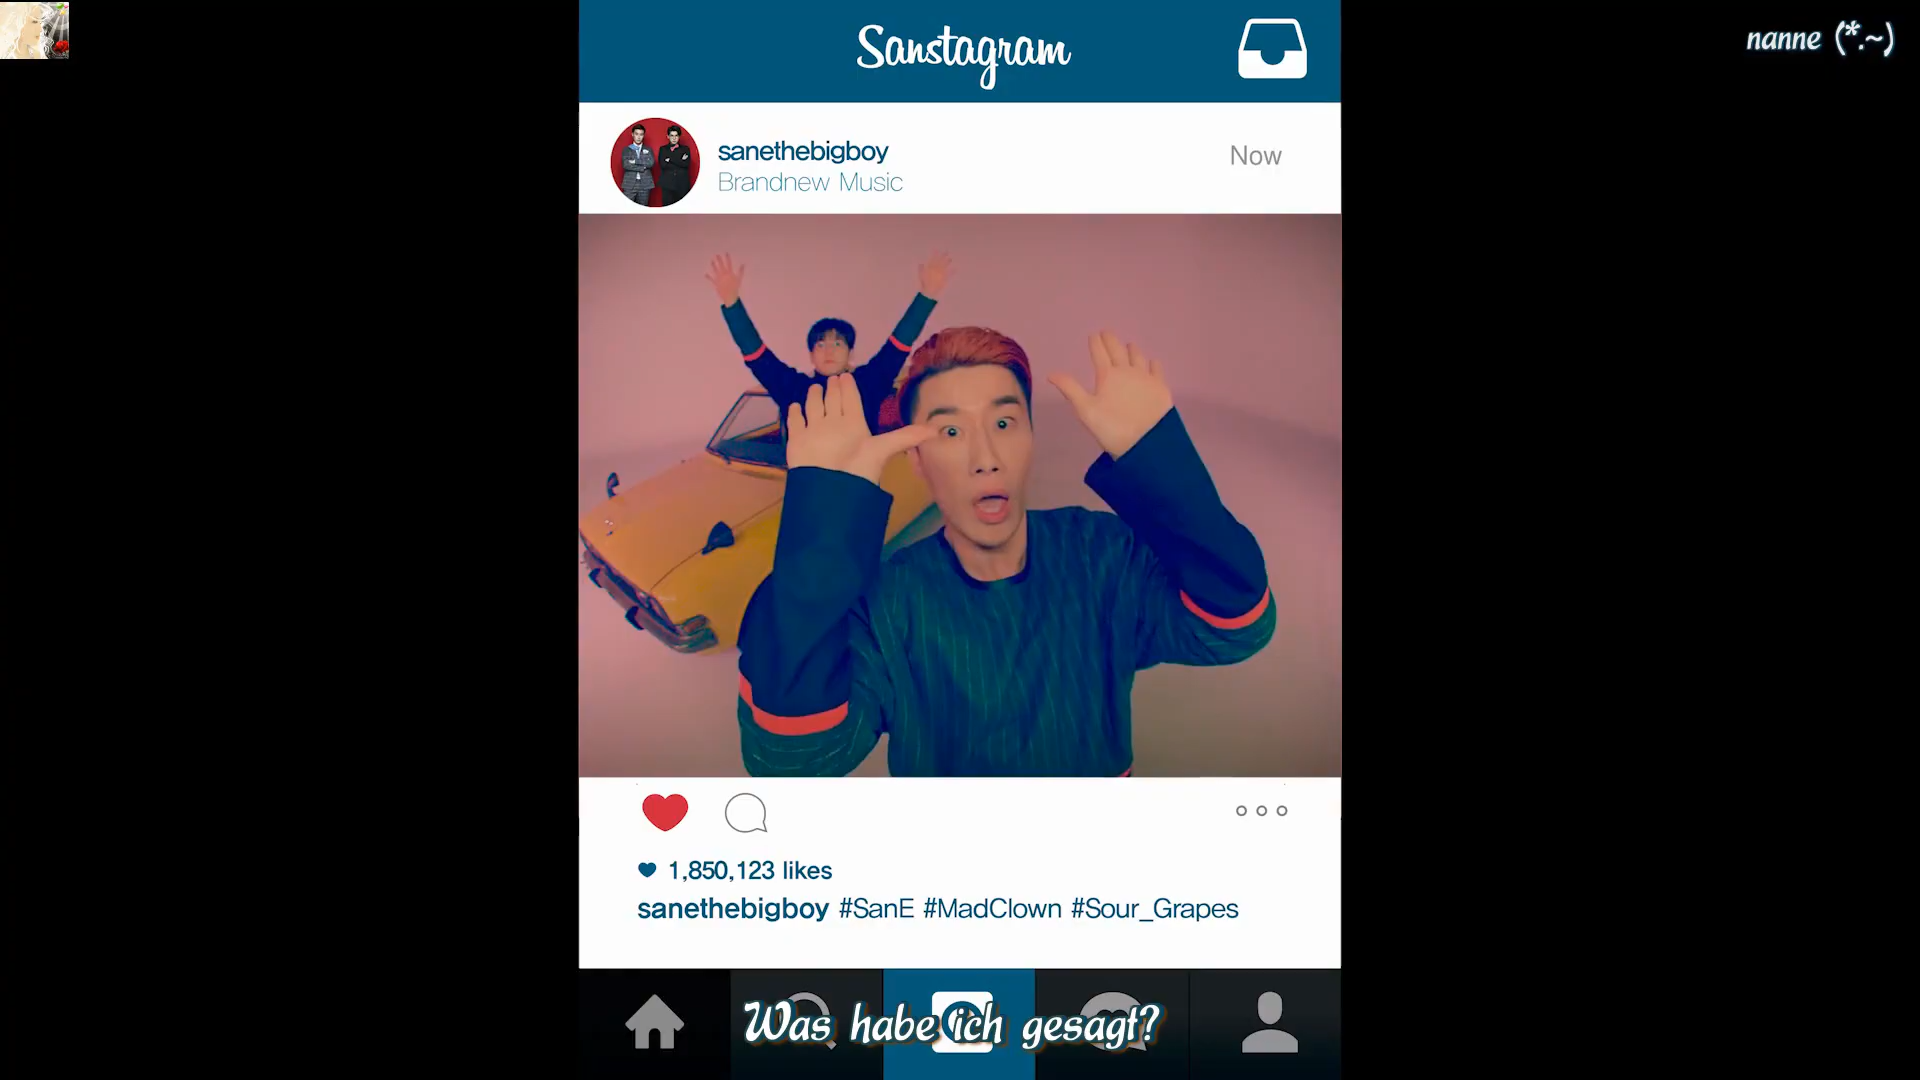 Sanstagram
nanne (*.~)
sanethebigboy
Now
Brandnew Music
1,850,123 likes
sanethebigboy #SanE #MadClown #Sour_Grapes
Was habe ich gesagt?